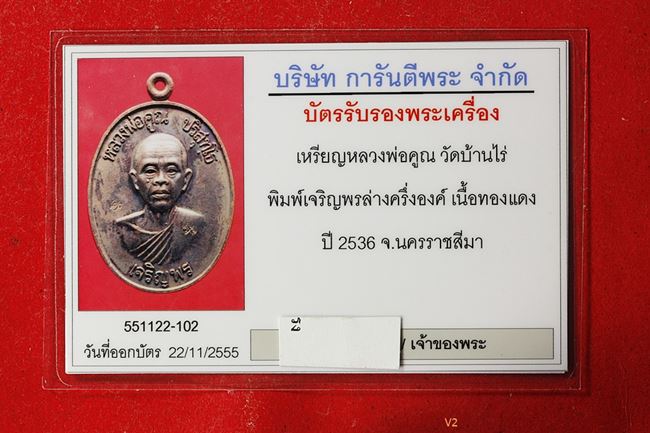 บริษัท การันตีพระ จำกัด
บัตรรับรองพระเครื่อง
เหรียญหลวงพ่อคูณ วัดบ้านไร่
พิมพ์เจริญพรล่างครึ่งองค์ เนื้อทองแดง
ปี 2536 จ.นครราชสีมา
หลวงพ่อคูณ ปริสุทฺโธ
เจริญพร
551122-102
วันที่ออกบัตร 22/11/2555
/ เจ้าของพระ
V2